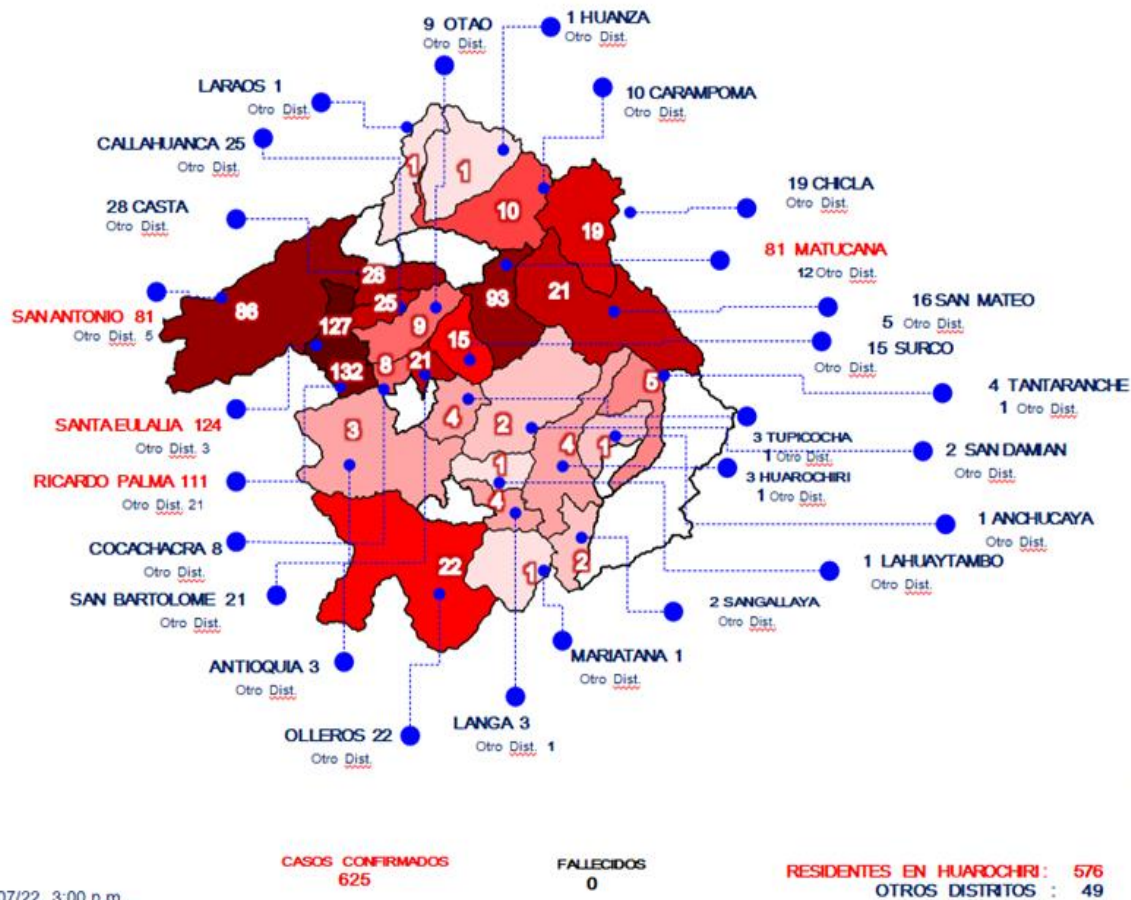 9 OTAO
Otro Dist.
1 HUANZA
Otro Dist.
LARAOS 1
Otro Dist.
10 CARAMPOMA
Otro Dist.
CALLAHUANCA 25
Otro Dist.
28 CASTA
Otro Dist.
19 CHICLA
Otro Dist.
81 MATUCANA
12 Otro Dist.
SAN ANTONIO 81
Otro Dist. 5
16 SAN MATEO
5 Otro Dist.
15 SURCO
Otro Dist.
SANTA EULALIA 124
Otro Dist. 3
4 TANTARANCHE
1 Otro Dist.
3 TUPICOCHA
1 Otro Dist.
2 SAN DAMIAN
Otro Dist.
RICARDO PALMA 111
Otro Dist. 21
3 HUAROCHIRI
1 Otro Dist.
1 ANCHUCAYA
Otro Dist.
COCACHACRA 8
Otro Dist.
1 LAHUAYTAMBO
Otro Dist.
SAN BARTOLOME 21
Otro Dist.
2 SANGALLAYA
Otro Dist.
ANTIOQUIA 3
Otro Dist.
MARIATANA 1
Otro Dist.
OLLEROS 22
Otro Dist.
LANGA 3
Otro Dist. 1
1
1
10
19
28
25
86
127
93
21
9
15
132
8
21
5
3
4
2
4
1
1
4
22
1
2
CASOS CONFIRMADOS
625
FALLECIDOS
0
RESIDENTES EN HUAROCHIRI : 576
OTROS DISTRITOS : 49
07/22 3:00 p.m.